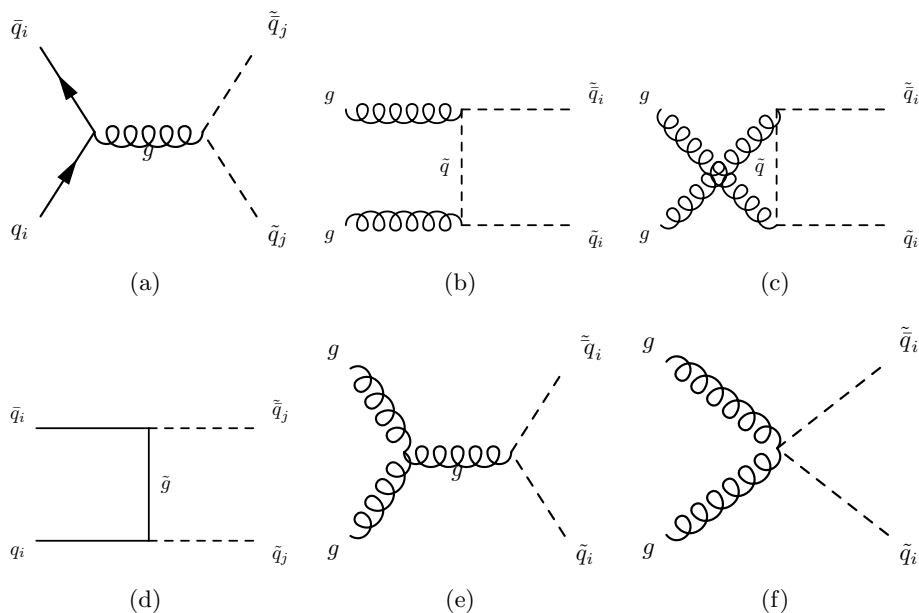 q̄ᵢ ˜q̄ⱼ
g
qᵢ q̃ⱼ
(a)
g ˜q̄ᵢ
q̃
g q̃ᵢ
(b)
g ˜q̄ᵢ
q̃
g q̃ᵢ
(c)
q̄ᵢ ˜q̄ⱼ
g̃
qᵢ q̃ⱼ
(d)
g ˜q̄ᵢ
g
g q̃ᵢ
(e)
g ˜q̄ᵢ
g q̃ᵢ
(f)